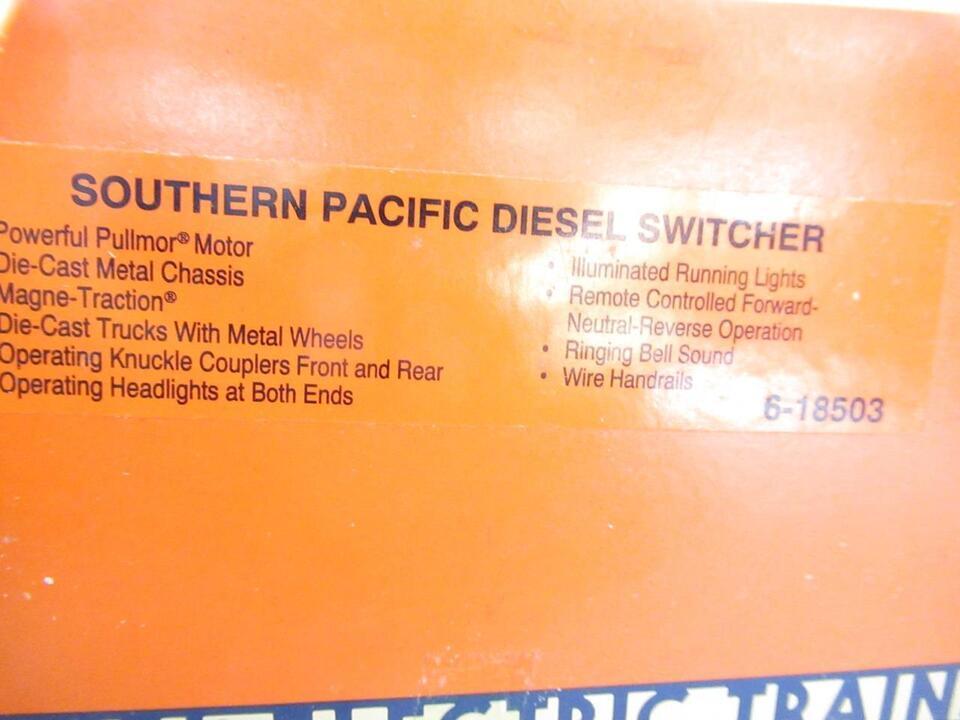 SOUTHERN PACIFIC DIESEL SWITCHER
Powerful Pullmor® Motor
Die-Cast Metal Chassis
Magne-Traction®
Die-Cast Trucks With Metal Wheels
Operating Knuckle Couplers Front and Rear
Operating Headlights at Both Ends
• Illuminated Running Lights
• Remote Controlled Forward-
Neutral-Reverse Operation
• Ringing Bell Sound
• Wire Handrails
6-18503
ELECTRIC TRAIN